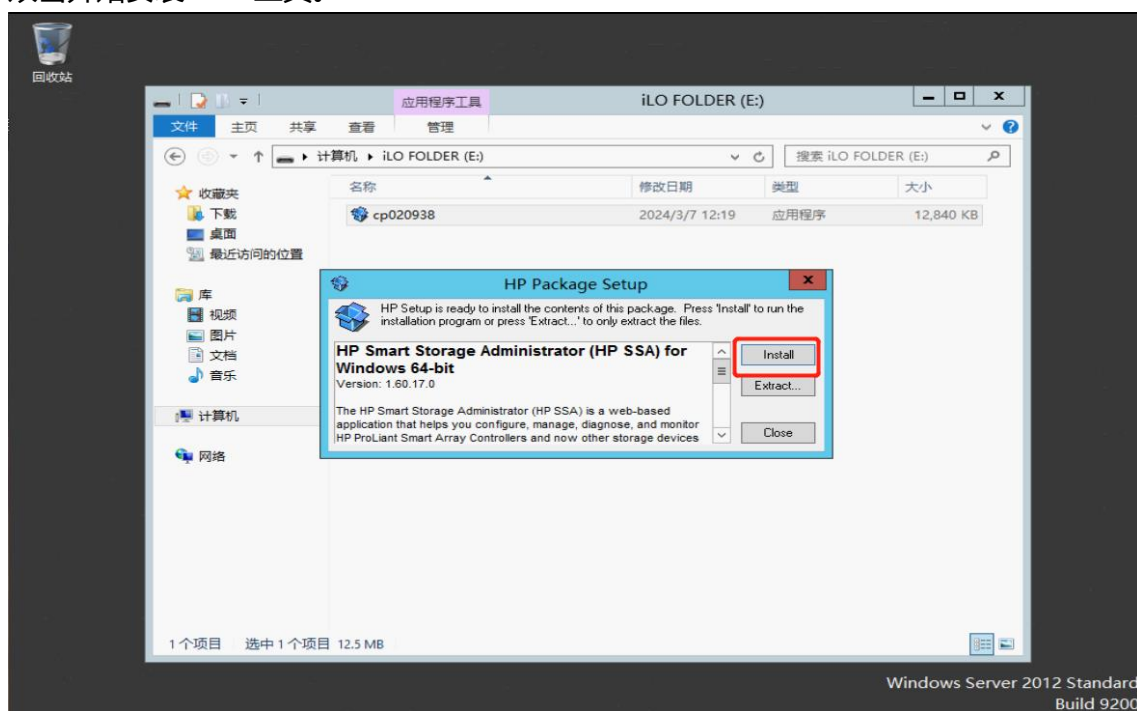 回收站
应用程序工具
iLO FOLDER (E:)
文件 主页 共享 查看 管理
计算机 ▸ iLO FOLDER (E:)
搜索 iLO FOLDER (E:)
名称 修改日期 类型 大小
收藏夹
下载
桌面
最近访问的位置
库
视频
图片
文档
音乐
计算机
网络
cp020938 2024/3/7 12:19 应用程序 12,840 KB
HP Package Setup
HP Setup is ready to install the contents of this package. Press 'Install' to run the
installation program or press 'Extract...' to only extract the files.
HP Smart Storage Administrator (HP SSA) for
Windows 64-bit
Version: 1.60.17.0
The HP Smart Storage Administrator (HP SSA) is a web-based
application that helps you configure, manage, diagnose, and monitor
HP ProLiant Smart Array Controllers and now other storage devices
Install
Extract...
Close
1 个项目 选中 1 个项目 12.5 MB
Windows Server 2012 Standard
Build 9200